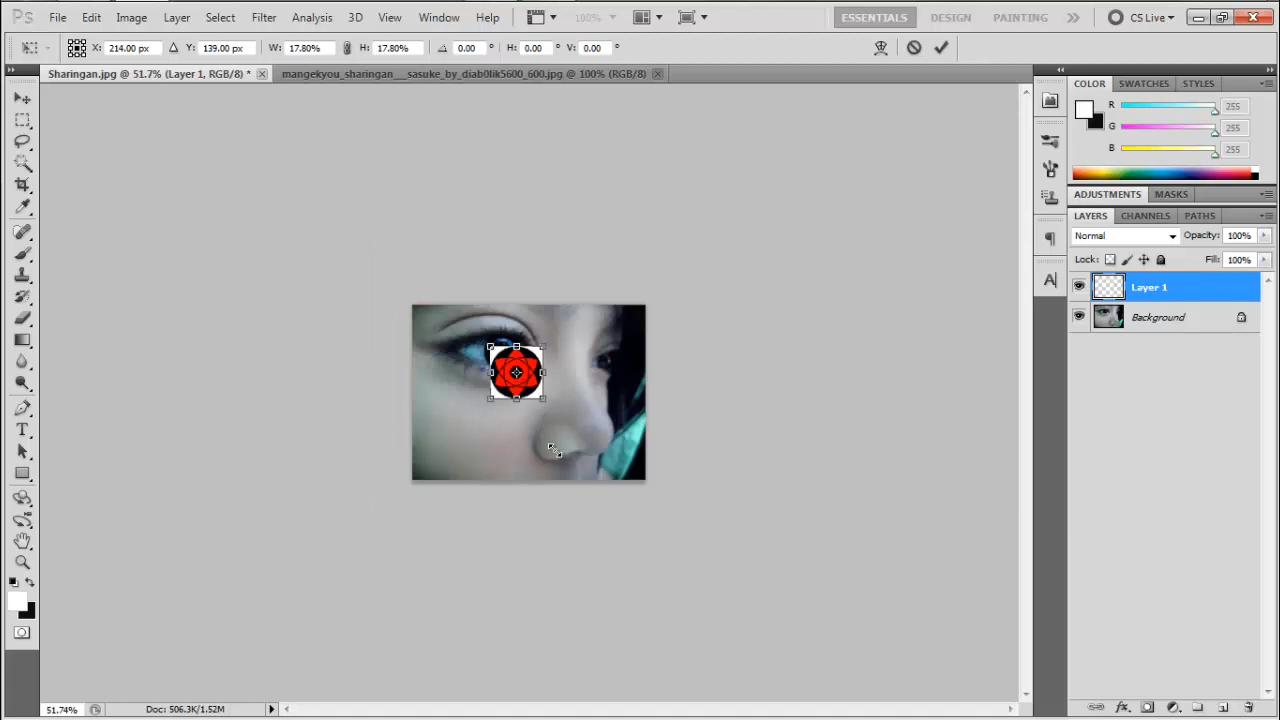 Ps File Edit Image Layer Select Filter Analysis 3D View Window Help 100% ESSENTIALS DESIGN PAINTING CS Live
X: 214.00 px Y: 139.00 px W: 17.80% H: 17.80% 0.00 ° H: 0.00 ° V: 0.00 °
Sharingan.jpg @ 51.7% (Layer 1, RGB/8) * mangekyou_sharingan___sasuke_by_diab0lik5600_600.jpg @ 100% (RGB/8)
COLOR SWATCHES STYLES
R 255
G 255
B 255
ADJUSTMENTS MASKS
LAYERS CHANNELS PATHS
Normal Opacity: 100%
Lock: Fill: 100%
Layer 1
Background
51.74% Doc: 506.3K/1.52M